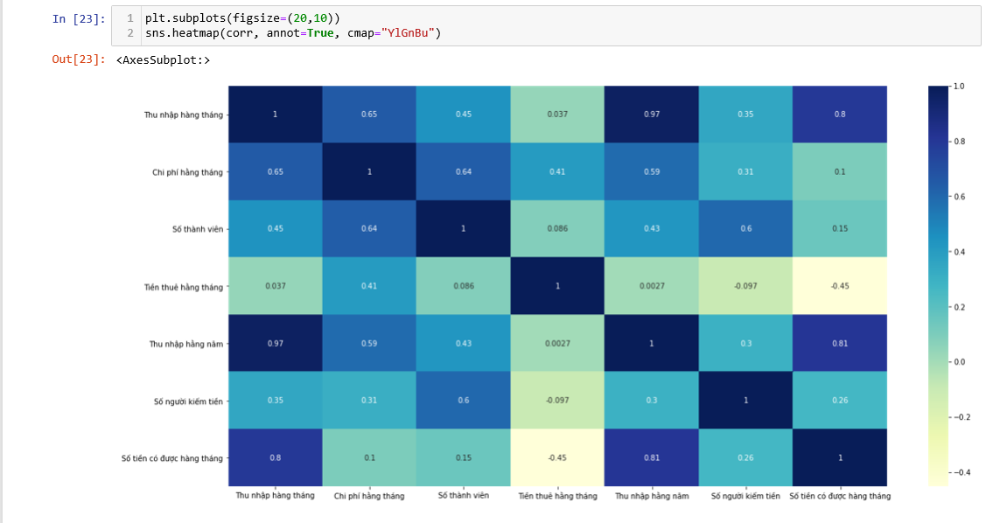 In [23]:
1 plt.subplots(figsize=(20,10))
2 sns.heatmap(corr, annot=True, cmap="YlGnBu")
Out[23]: <AxesSubplot:>
Thu nhập hàng tháng 1 0.65 0.45 0.037 0.97 0.35 0.8
Chi phí hằng tháng 0.65 1 0.64 0.41 0.59 0.31 0.1
Số thành viên 0.45 0.64 1 0.086 0.43 0.6 0.15
Tiền thuê hằng tháng 0.037 0.41 0.086 1 0.0027 -0.097 -0.45
Thu nhập hằng năm 0.97 0.59 0.43 0.0027 1 0.3 0.81
Số người kiếm tiền 0.35 0.31 0.6 -0.097 0.3 1 0.26
Số tiền có được hàng tháng 0.8 0.1 0.15 -0.45 0.81 0.26 1
Thu nhập hàng tháng Chi phí hằng tháng Số thành viên Tiền thuê hằng tháng Thu nhập hằng năm Số người kiếm tiền Số tiền có được hàng tháng
1.0
0.8
0.6
0.4
0.2
0.0
−0.2
−0.4